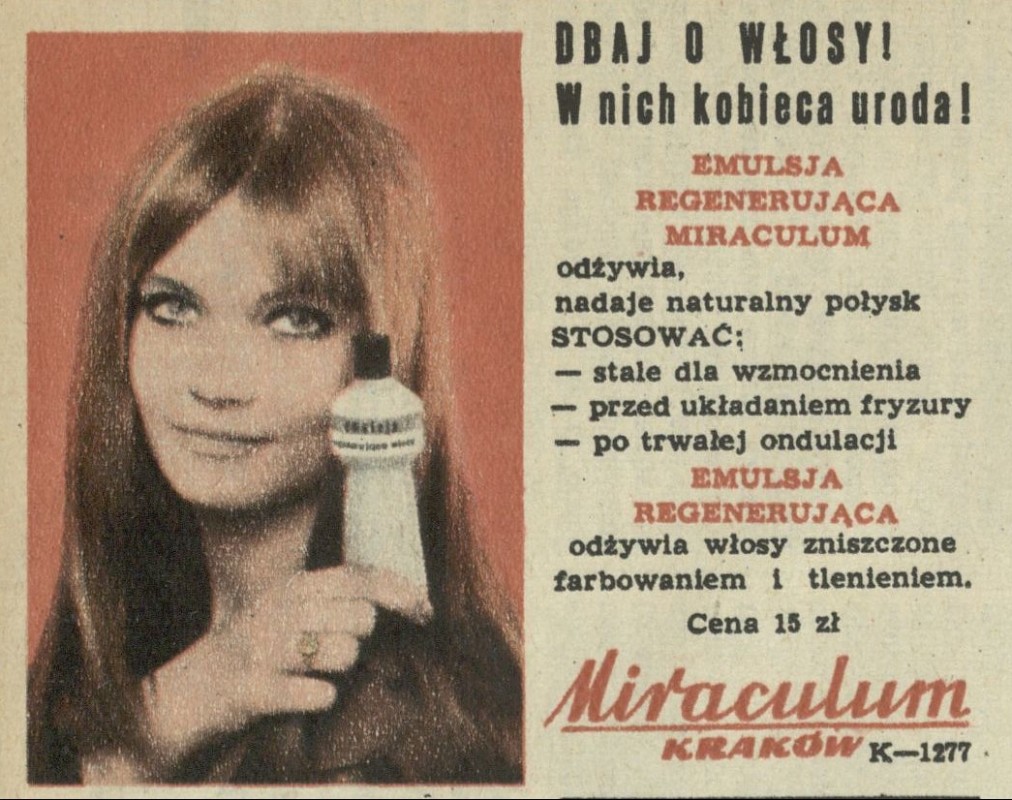 DBAJ O WŁOSY!
W nich kobieca uroda!
EMULSJA
REGENERUJĄCA
MIRACULUM
odżywia,
nadaje naturalny połysk
STOSOWAĆ:
— stale dla wzmocnienia
— przed układaniem fryzury
— po trwałej ondulacji
EMULSJA
REGENERUJĄCA
odżywia włosy zniszczone
farbowaniem i tlenieniem.
Cena 15 zł
Miraculum
KRAKÓW K—1277
emulsja